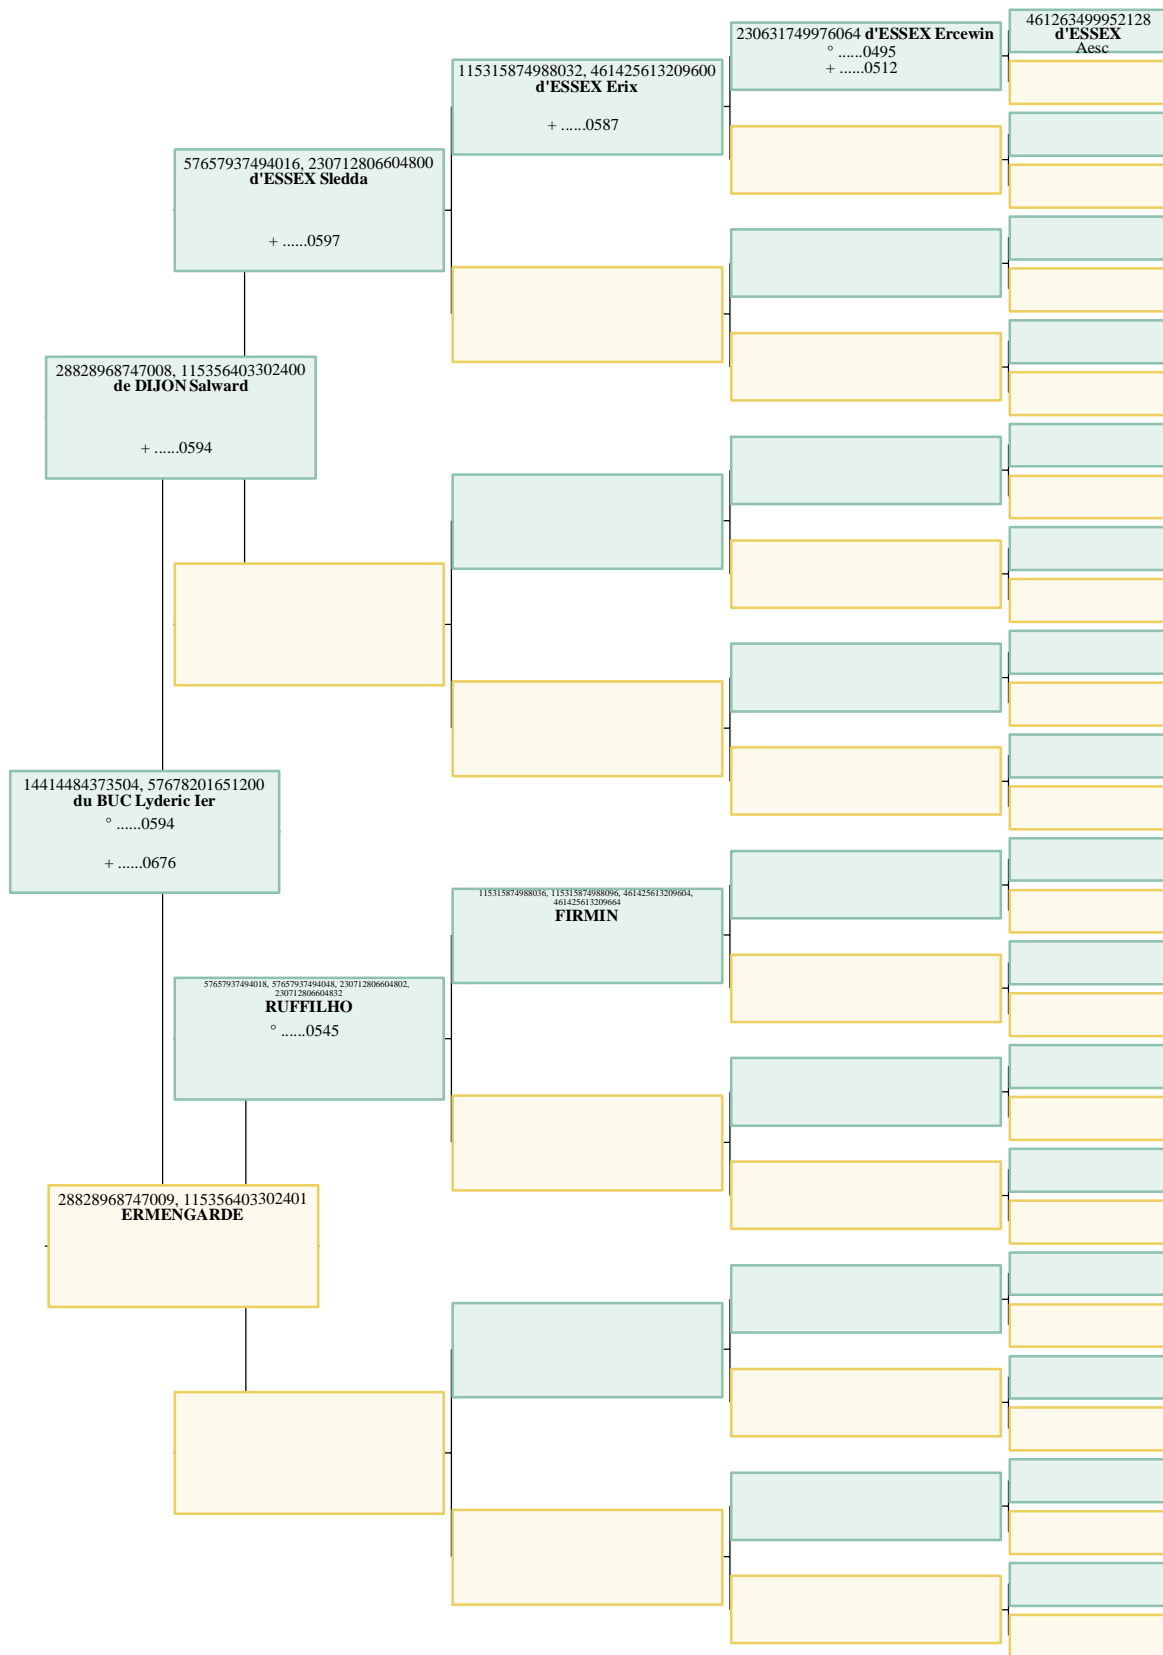 461263499952128
d'ESSEX
Aesc
230631749976064 d'ESSEX Ercewin
° ......0495
+ ......0512
115315874988032, 461425613209600
d'ESSEX Erix
+ ......0587
57657937494016, 230712806604800
d'ESSEX Sledda
+ ......0597
28828968747008, 115356403302400
de DIJON Salward
+ ......0594
14414484373504, 57678201651200
du BUC Lyderic Ier
° ......0594
+ ......0676
115315874988036, 115315874988096, 461425613209604,
461425613209664
FIRMIN
57657937494018, 57657937494048, 230712806604802,
230712806604832
RUFFILHO
° ......0545
28828968747009, 115356403302401
ERMENGARDE